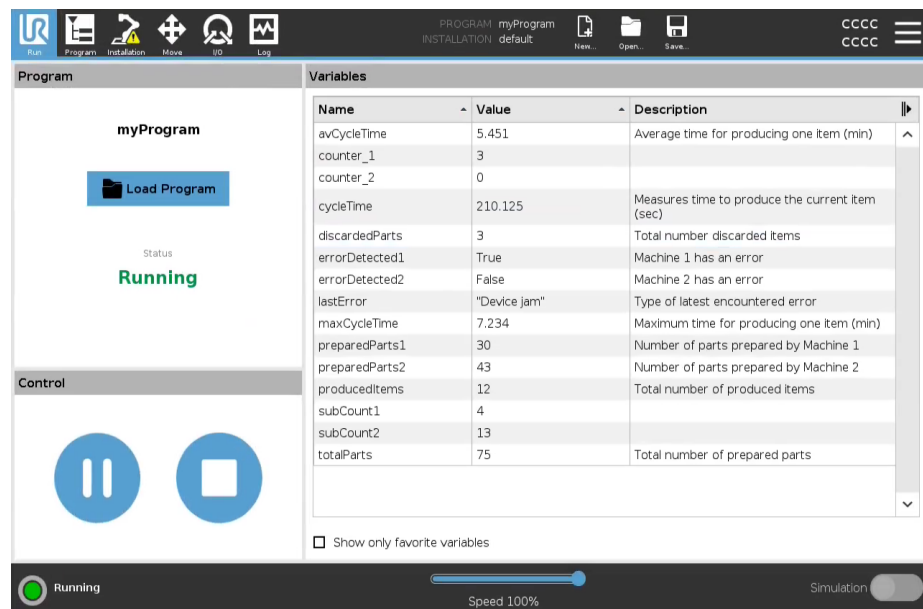 UR
PROGRAM myProgram
INSTALLATION default
CCCC
CCCC
Run Program Installation Move I/O Log New... Open... Save...
Program
myProgram
Load Program
Status
Running
Control
Variables
Name Value Description
avCycleTime 5.451 Average time for producing one item (min)
counter_1 3
counter_2 0
cycleTime 210.125 Measures time to produce the current item
(sec)
discardedParts 3 Total number discarded items
errorDetected1 True Machine 1 has an error
errorDetected2 False Machine 2 has an error
lastError "Device jam" Type of latest encountered error
maxCycleTime 7.234 Maximum time for producing one item (min)
preparedParts1 30 Number of parts prepared by Machine 1
preparedParts2 43 Number of parts prepared by Machine 2
producedItems 12 Total number of produced items
subCount1 4
subCount2 13
totalParts 75 Total number of prepared parts
Show only favorite variables
Running
Speed 100%
Simulation